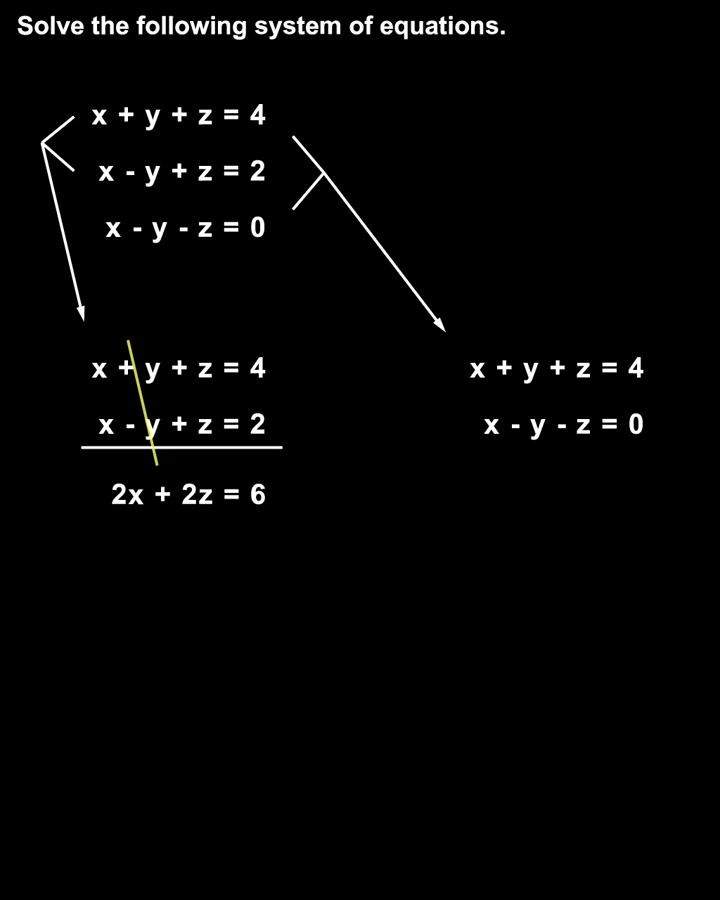 Solve the following system of equations.
x + y + z = 4
x - y + z = 2
x - y - z = 0
x + y + z = 4
x - y + z = 2
2x + 2z = 6
x + y + z = 4
x - y - z = 0